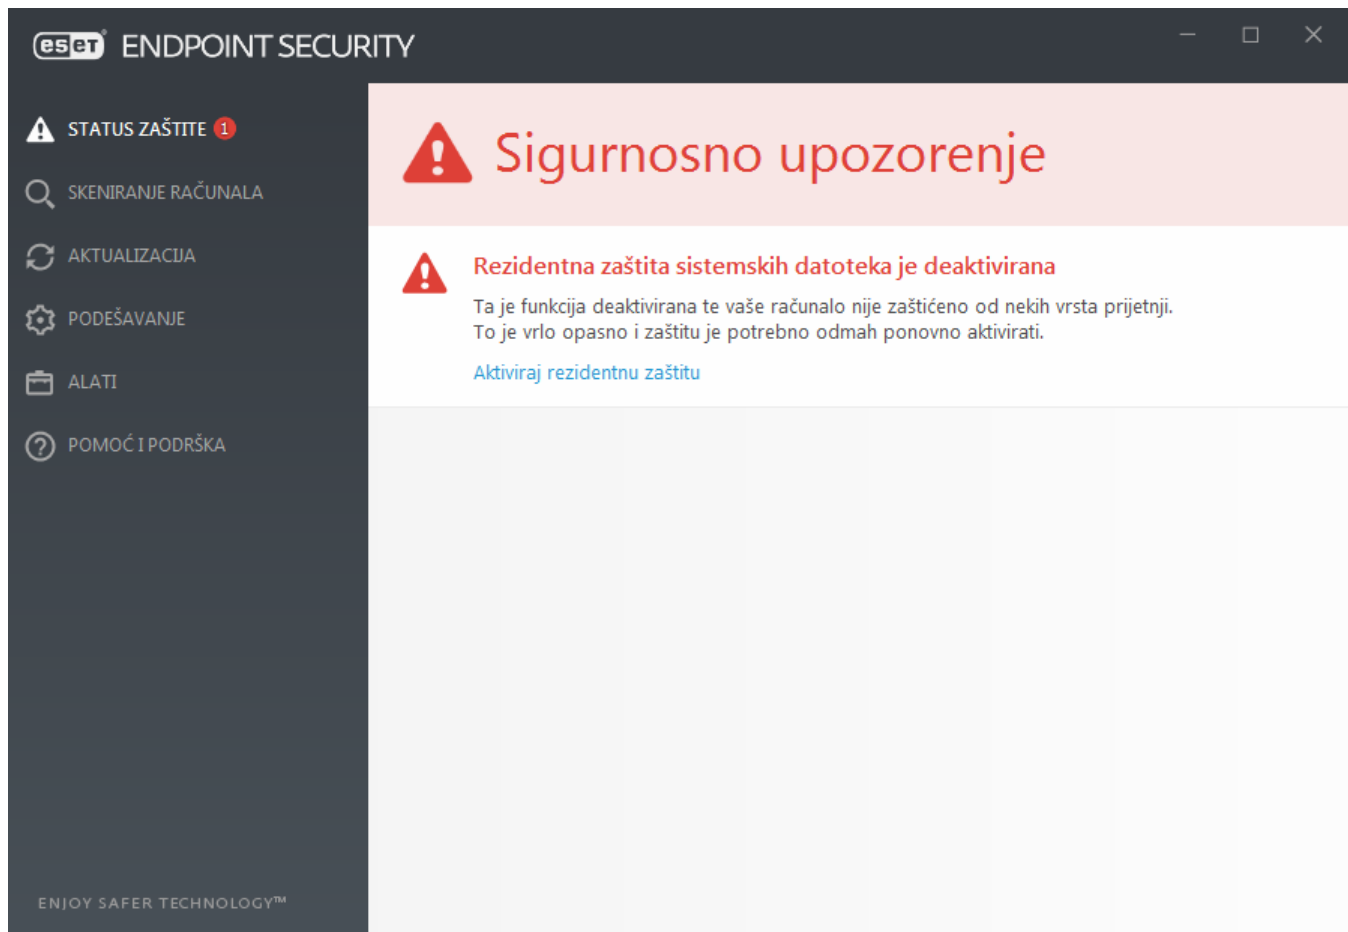 eset ENDPOINT SECURITY
STATUS ZAŠTITE 1
SKENIRANJE RAČUNALA
AKTUALIZACIJA
PODEŠAVANJE
ALATI
POMOĆ I PODRŠKA
ENJOY SAFER TECHNOLOGY™
Sigurnosno upozorenje
Rezidentna zaštita sistemskih datoteka je deaktivirana
Ta je funkcija deaktivirana te vaše računalo nije zaštićeno od nekih vrsta prijetnji.
To je vrlo opasno i zaštitu je potrebno odmah ponovno aktivirati.
Aktiviraj rezidentnu zaštitu